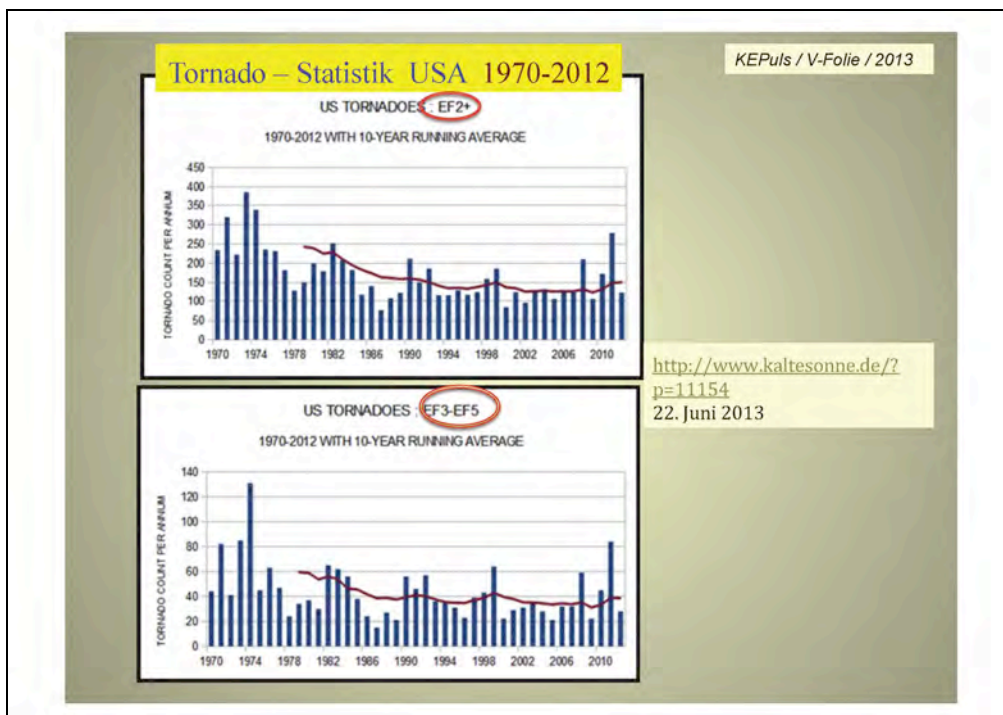 Tornado – Statistik USA 1970-2012
KEPuls / V-Folie / 2013
US TORNADOES : EF2+
1970-2012 WITH 10-YEAR RUNNING AVERAGE
TORNADO COUNT PER ANNUM
450
400
350
300
250
200
150
100
50
0
1970 1974 1978 1982 1986 1990 1994 1998 2002 2006 2010
http://www.kaltesonne.de/?
p=11154
22. Juni 2013
US TORNADOES : EF3-EF5
1970-2012 WITH 10-YEAR RUNNING AVERAGE
TORNADO COUNT PER ANNUM
140
120
100
80
60
40
20
0
1970 1974 1978 1982 1986 1990 1994 1998 2002 2006 2010